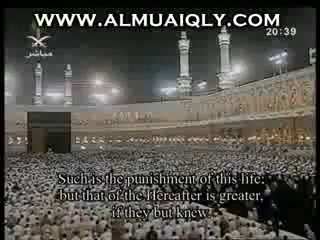 WWW.ALMUAIQLY.COM
20:39
مباشر
Such is the punishment of this life:
but that of the Hereafter is greater,
if they but knew.